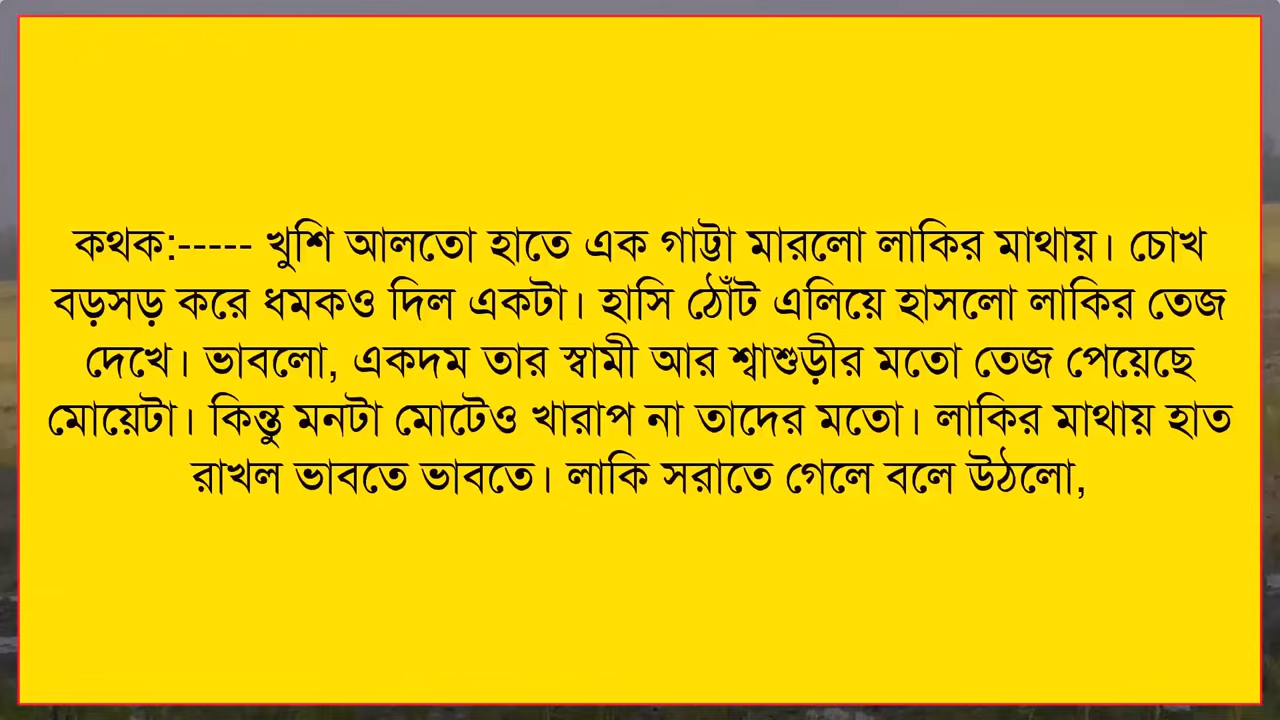 কথক:----- খুশি আলতো হাতে এক গাট্টা মারলো লাকির মাথায়। চোখ
বড়সড় করে ধমকও দিল একটা। হাসি ঠোঁট এলিয়ে হাসলো লাকির তেজ
দেখে। ভাবলো, একদম তার স্বামী আর শ্বাশুড়ীর মতো তেজ পেয়েছে
মোয়েটা। কিন্তু মনটা মোটেও খারাপ না তাদের মতো। লাকির মাথায় হাত
রাখল ভাবতে ভাবতে। লাকি সরাতে গেলে বলে উঠলো,